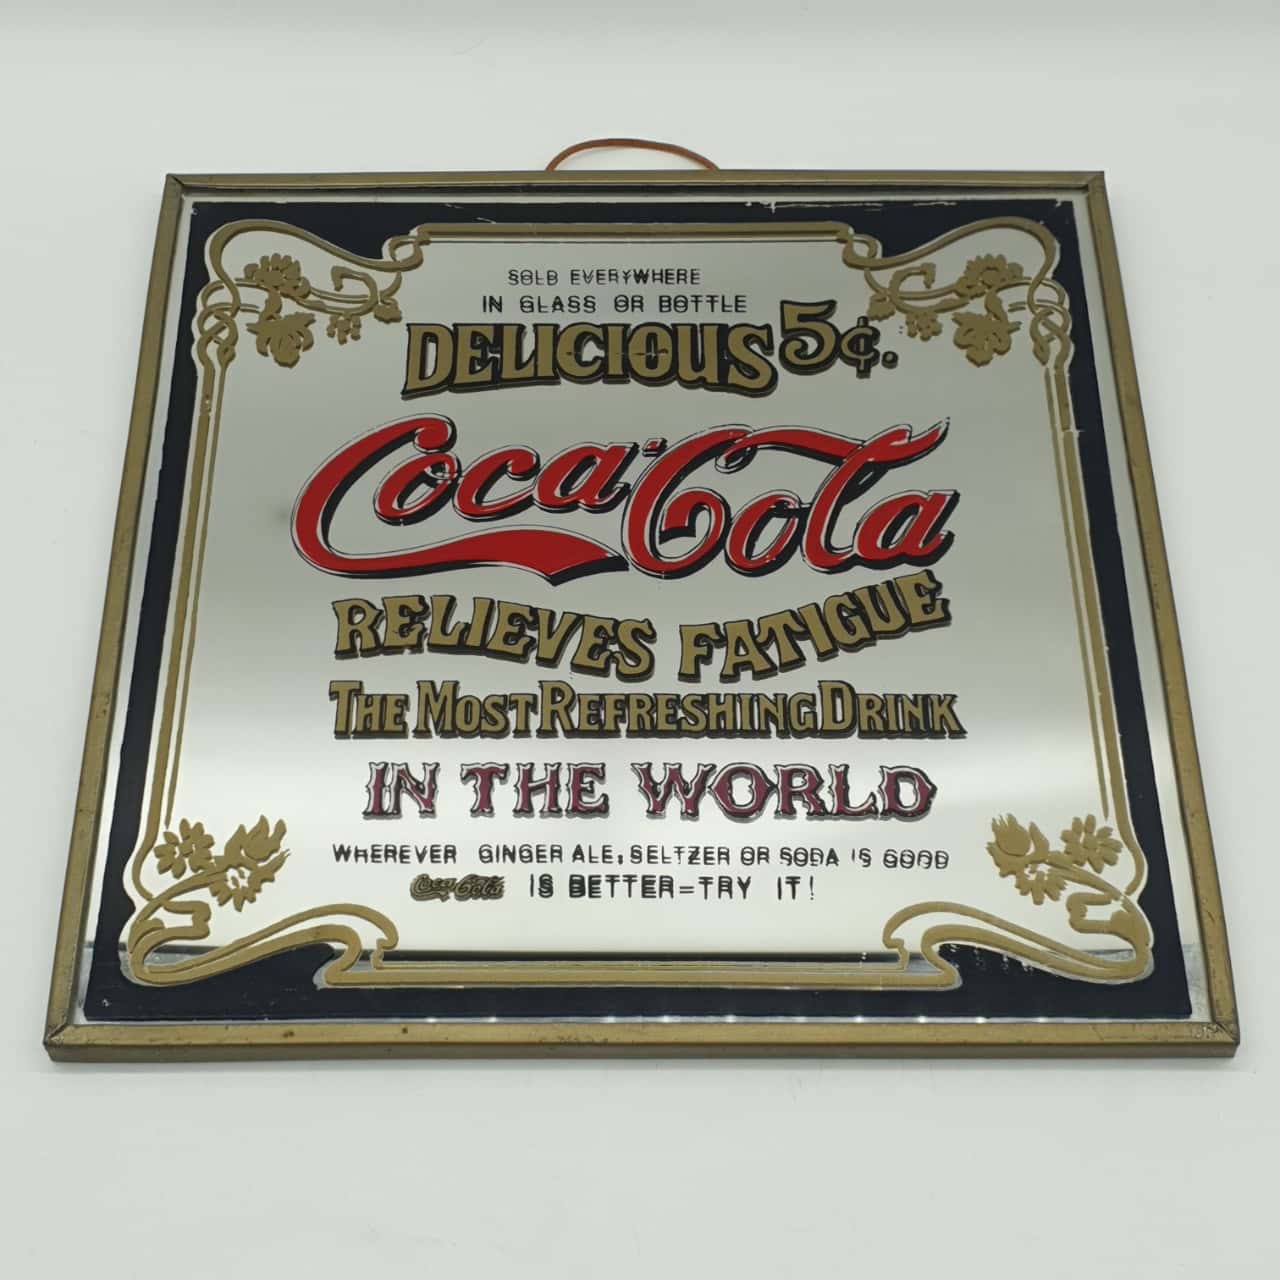 SOLD EVERYWHERE
IN GLASS OR BOTTLE
DELICIOUS 5¢.
Coca-Cola
RELIEVES FATIGUE
THE MOST REFRESHING DRINK
IN THE WORLD
WHEREVER GINGER ALE, SELTZER OR SODA IS GOOD
Coca-Cola IS BETTER=TRY IT!